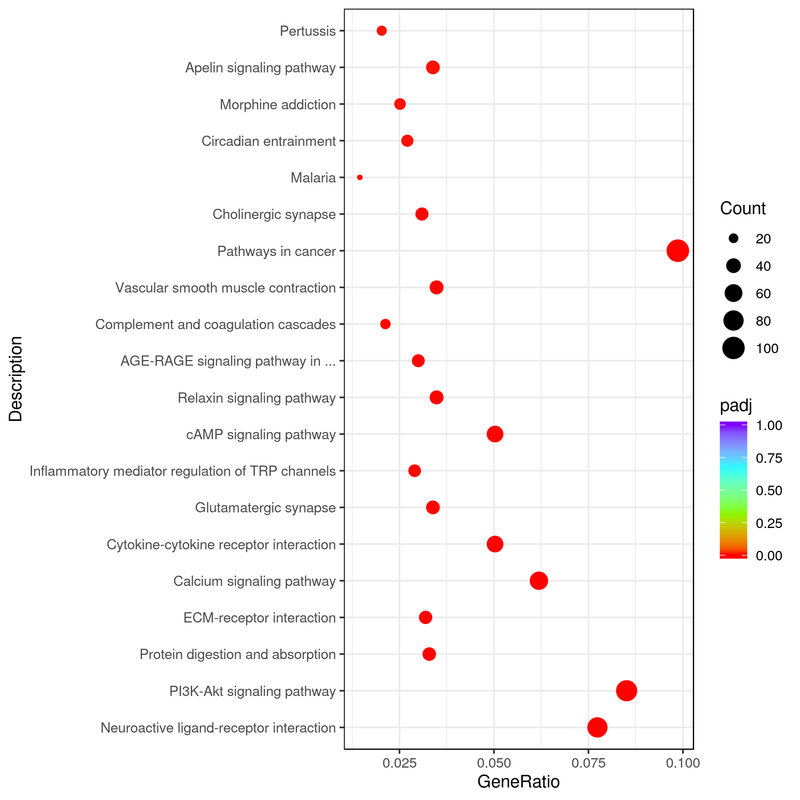 Pertussis
Apelin signaling pathway
Morphine addiction
Circadian entrainment
Malaria
Cholinergic synapse
Pathways in cancer
Vascular smooth muscle contraction
Complement and coagulation cascades
AGE-RAGE signaling pathway in ...
Relaxin signaling pathway
cAMP signaling pathway
Inflammatory mediator regulation of TRP channels
Glutamatergic synapse
Cytokine-cytokine receptor interaction
Calcium signaling pathway
ECM-receptor interaction
Protein digestion and absorption
PI3K-Akt signaling pathway
Neuroactive ligand-receptor interaction
Description
0.025 0.050 0.075 0.100
GeneRatio
Count
20
40
60
80
100
padj
1.00
0.75
0.50
0.25
0.00